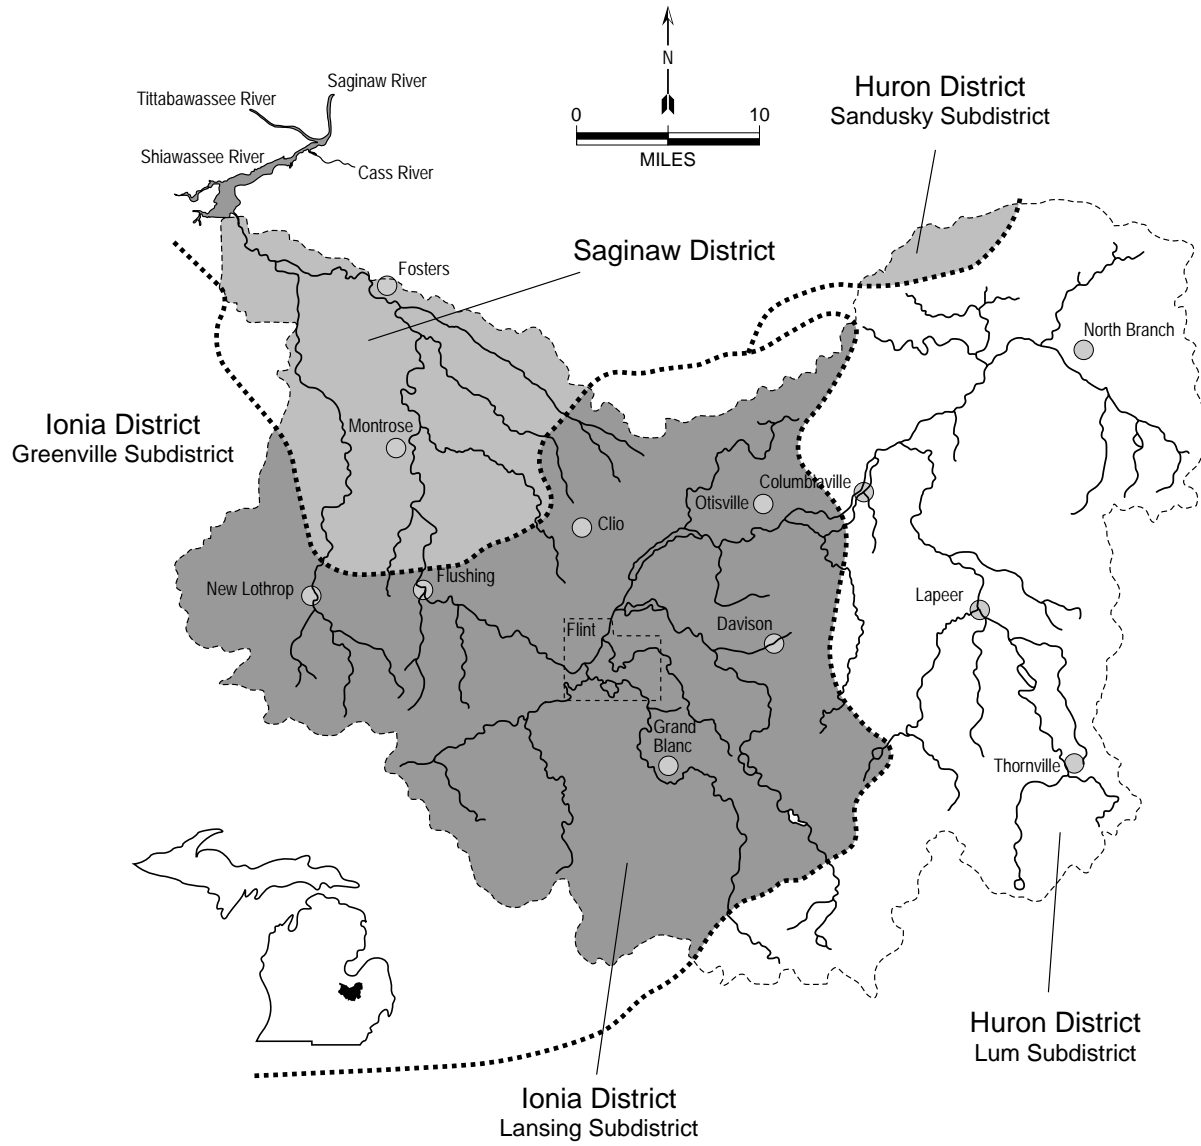 N
0 10
MILES
Saginaw River
Tittabawassee River
Shiawassee River
Cass River
Huron District
Sandusky Subdistrict
Saginaw District
Fosters
North Branch
Ionia District
Greenville Subdistrict
Montrose
Columbiaville
Otisville
Clio
New Lothrop
Flushing
Lapeer
Flint
Davison
Grand
Blanc
Thornville
Huron District
Lum Subdistrict
Ionia District
Lansing Subdistrict